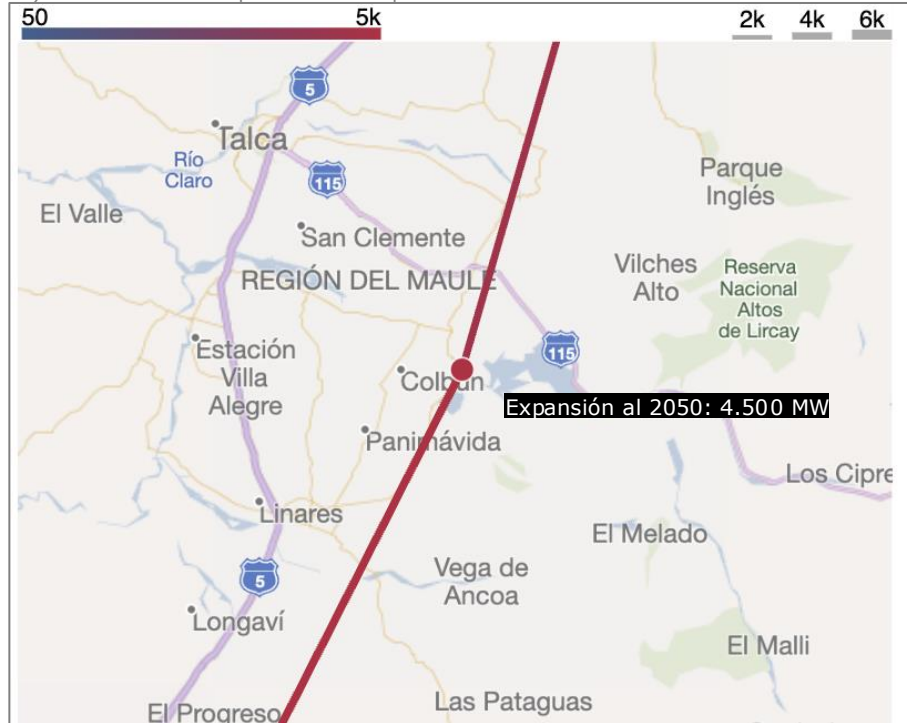 50
5k
2k
4k
6k
5
Talca
Río
Claro
115
Parque
Inglés
El Valle
San Clemente
REGIÓN DEL MAULE
Vilches
Alto
Reserva
Nacional
Altos
de Lircay
Estación
Villa
Alegre
115
Colbún
Expansión al 2050: 4.500 MW
Panimávida
Los Cipre
Linares
El Melado
Vega de
Ancoa
5
Longaví
El Malli
Las Pataguas
El Progreso